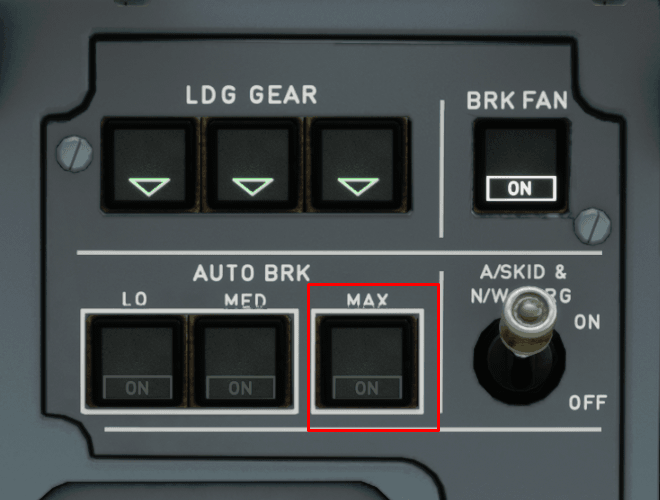 LDG GEAR
BRK FAN
ON
AUTO BRK
LO
MED
MAX
ON
ON
ON
A/SKID &
ON
OFF